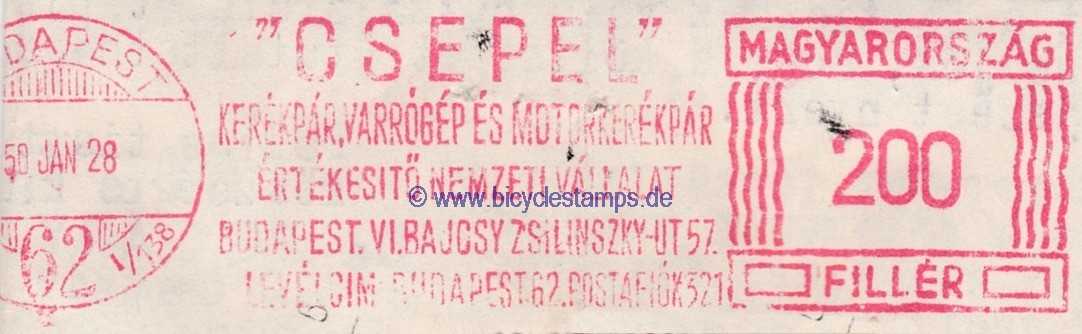 BUDAPEST
50 JAN 28
62
I/138
"CSEPEL"
KERÉKPÁR, VARRÓGÉP ÉS MOTORKERÉKPÁR
ÉRTÉKESITŐ NEMZETI VÁLLALAT
BUDAPEST. VI. BAJCSY ZSILINSZKY-UT 57.
LEVÉLCIM: BUDAPEST. 62. POSTAFIÓK 321
MAGYARORSZÁG
200
FILLÉR
© www.bicyclestamps.de